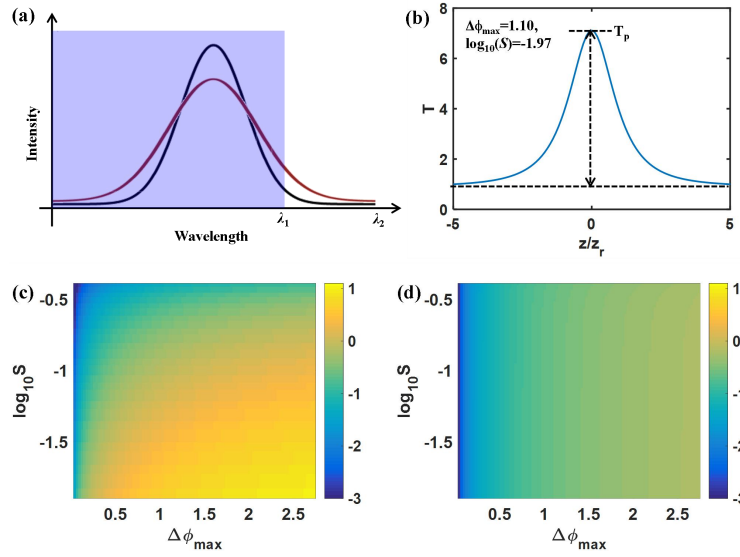 (a)
Intensity
Wavelength
λ1
λ2
(b)
Δϕmax=1.10,
log10(S)=-1.97
Tp
T
8
6
4
2
0
-5
0
5
z/zr
(c)
log10S
-0.5
-1
-1.5
0.5
1
1.5
2
2.5
Δϕmax
1
0
-1
-2
-3
(d)
log10S
-0.5
-1
-1.5
0.5
1
1.5
2
2.5
Δϕmax
1
0
-1
-2
-3